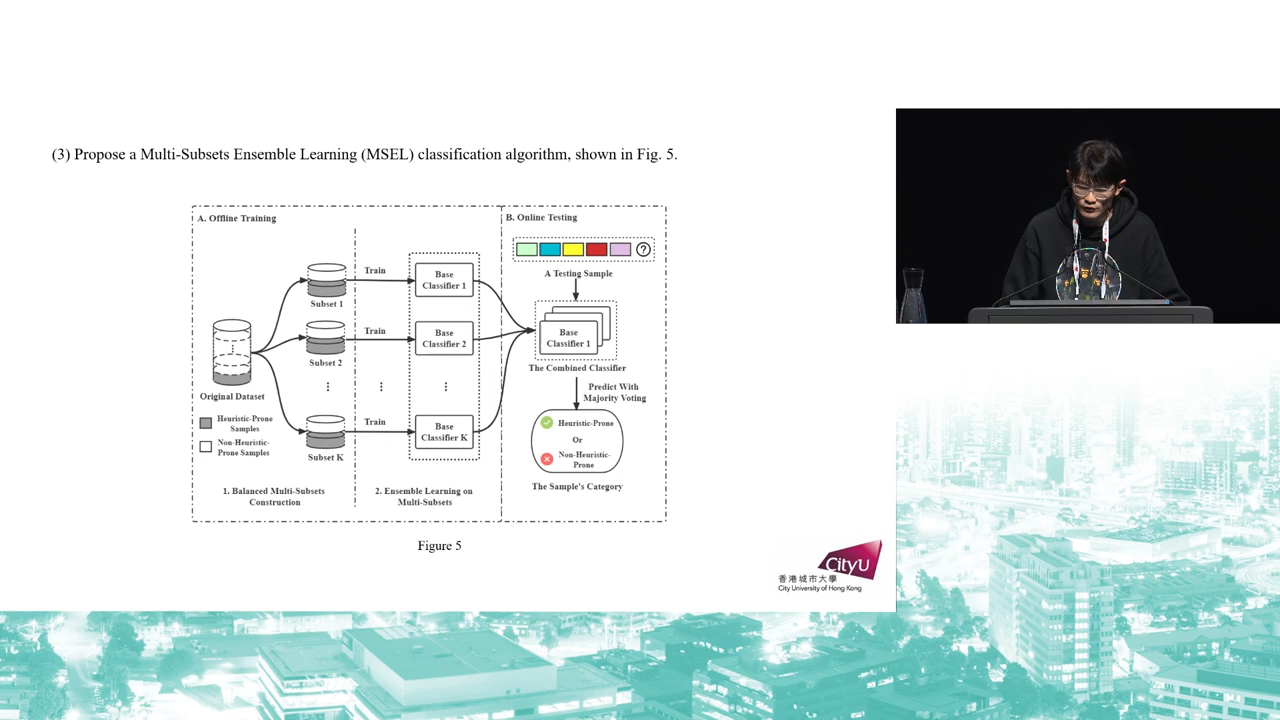 (3) Propose a Multi-Subsets Ensemble Learning (MSEL) classification algorithm, shown in Fig. 5.
A. Offline Training
Original Dataset
Heuristic-Prone
Samples
Non-Heuristic-
Prone Samples
Subset 1
Subset 2
Subset K
1. Balanced Multi-Subsets
Construction
Train
Train
Train
Base
Classifier 1
Base
Classifier 2
Base
Classifier K
2. Ensemble Learning on
Multi-Subsets
B. Online Testing
?
A Testing Sample
Base
Classifier 1
The Combined Classifier
Predict With
Majority Voting
Heuristic-Prone
Or
Non-Heuristic-
Prone
The Sample's Category
Figure 5
CityU
香港城市大學
City University of Hong Kong